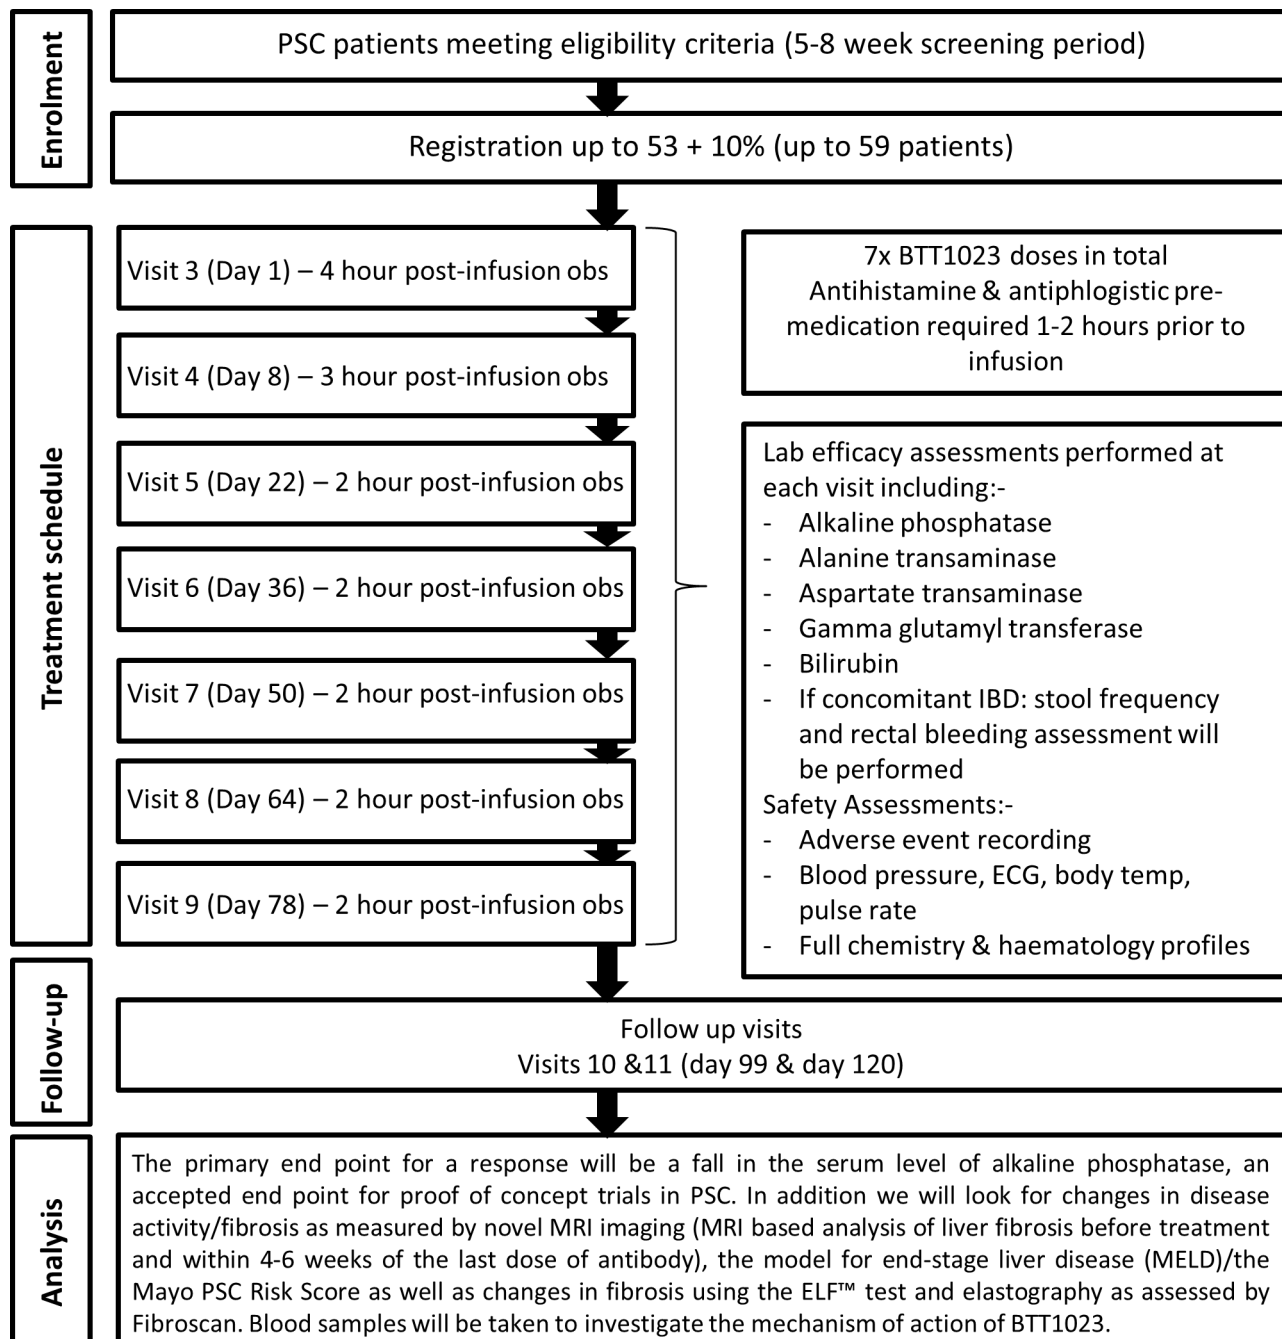 Enrolment
PSC patients meeting eligibility criteria (5-8 week screening period)
Registration up to 53 + 10% (up to 59 patients)
Treatment schedule
Visit 3 (Day 1) – 4 hour post-infusion obs
Visit 4 (Day 8) – 3 hour post-infusion obs
Visit 5 (Day 22) – 2 hour post-infusion obs
Visit 6 (Day 36) – 2 hour post-infusion obs
Visit 7 (Day 50) – 2 hour post-infusion obs
Visit 8 (Day 64) – 2 hour post-infusion obs
Visit 9 (Day 78) – 2 hour post-infusion obs
7x BTT1023 doses in total
Antihistamine & antiphlogistic pre-
medication required 1-2 hours prior to
infusion
Lab efficacy assessments performed at
each visit including:-
- Alkaline phosphatase
- Alanine transaminase
- Aspartate transaminase
- Gamma glutamyl transferase
- Bilirubin
- If concomitant IBD: stool frequency
and rectal bleeding assessment will
be performed
Safety Assessments:-
- Adverse event recording
- Blood pressure, ECG, body temp,
pulse rate
- Full chemistry & haematology profiles
Follow-up
Follow up visits
Visits 10 &11 (day 99 & day 120)
Analysis
The primary end point for a response will be a fall in the serum level of alkaline phosphatase, an
accepted end point for proof of concept trials in PSC. In addition we will look for changes in disease
activity/fibrosis as measured by novel MRI imaging (MRI based analysis of liver fibrosis before treatment
and within 4-6 weeks of the last dose of antibody), the model for end-stage liver disease (MELD)/the
Mayo PSC Risk Score as well as changes in fibrosis using the ELF™ test and elastography as assessed by
Fibroscan. Blood samples will be taken to investigate the mechanism of action of BTT1023.